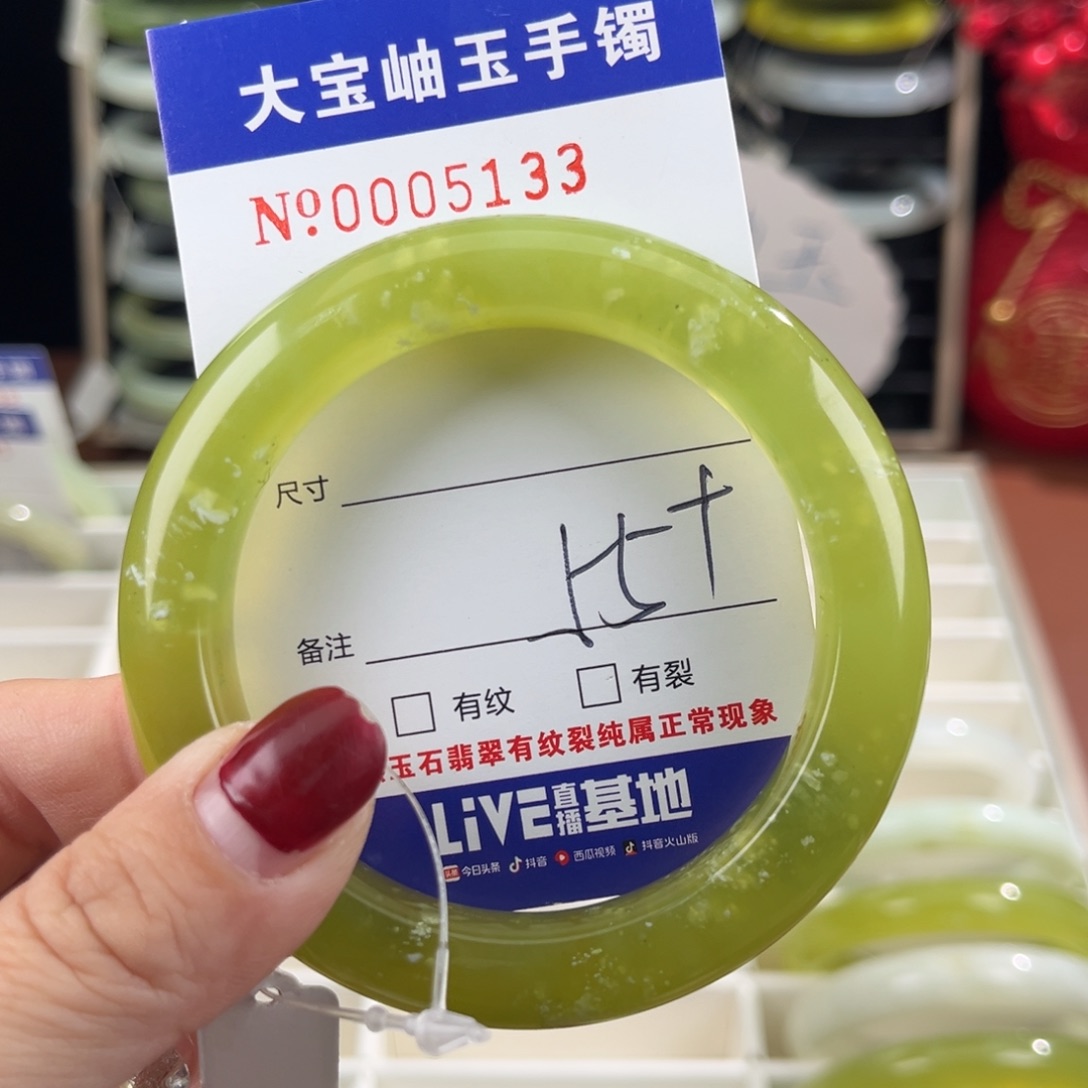 大宝岫玉手镯
№0005133
尺寸
备注
有纹
有裂
玉石翡翠有纹裂纯属正常现象
LiVE直播基地
今日头条 抖音 西瓜视频 抖音火山版